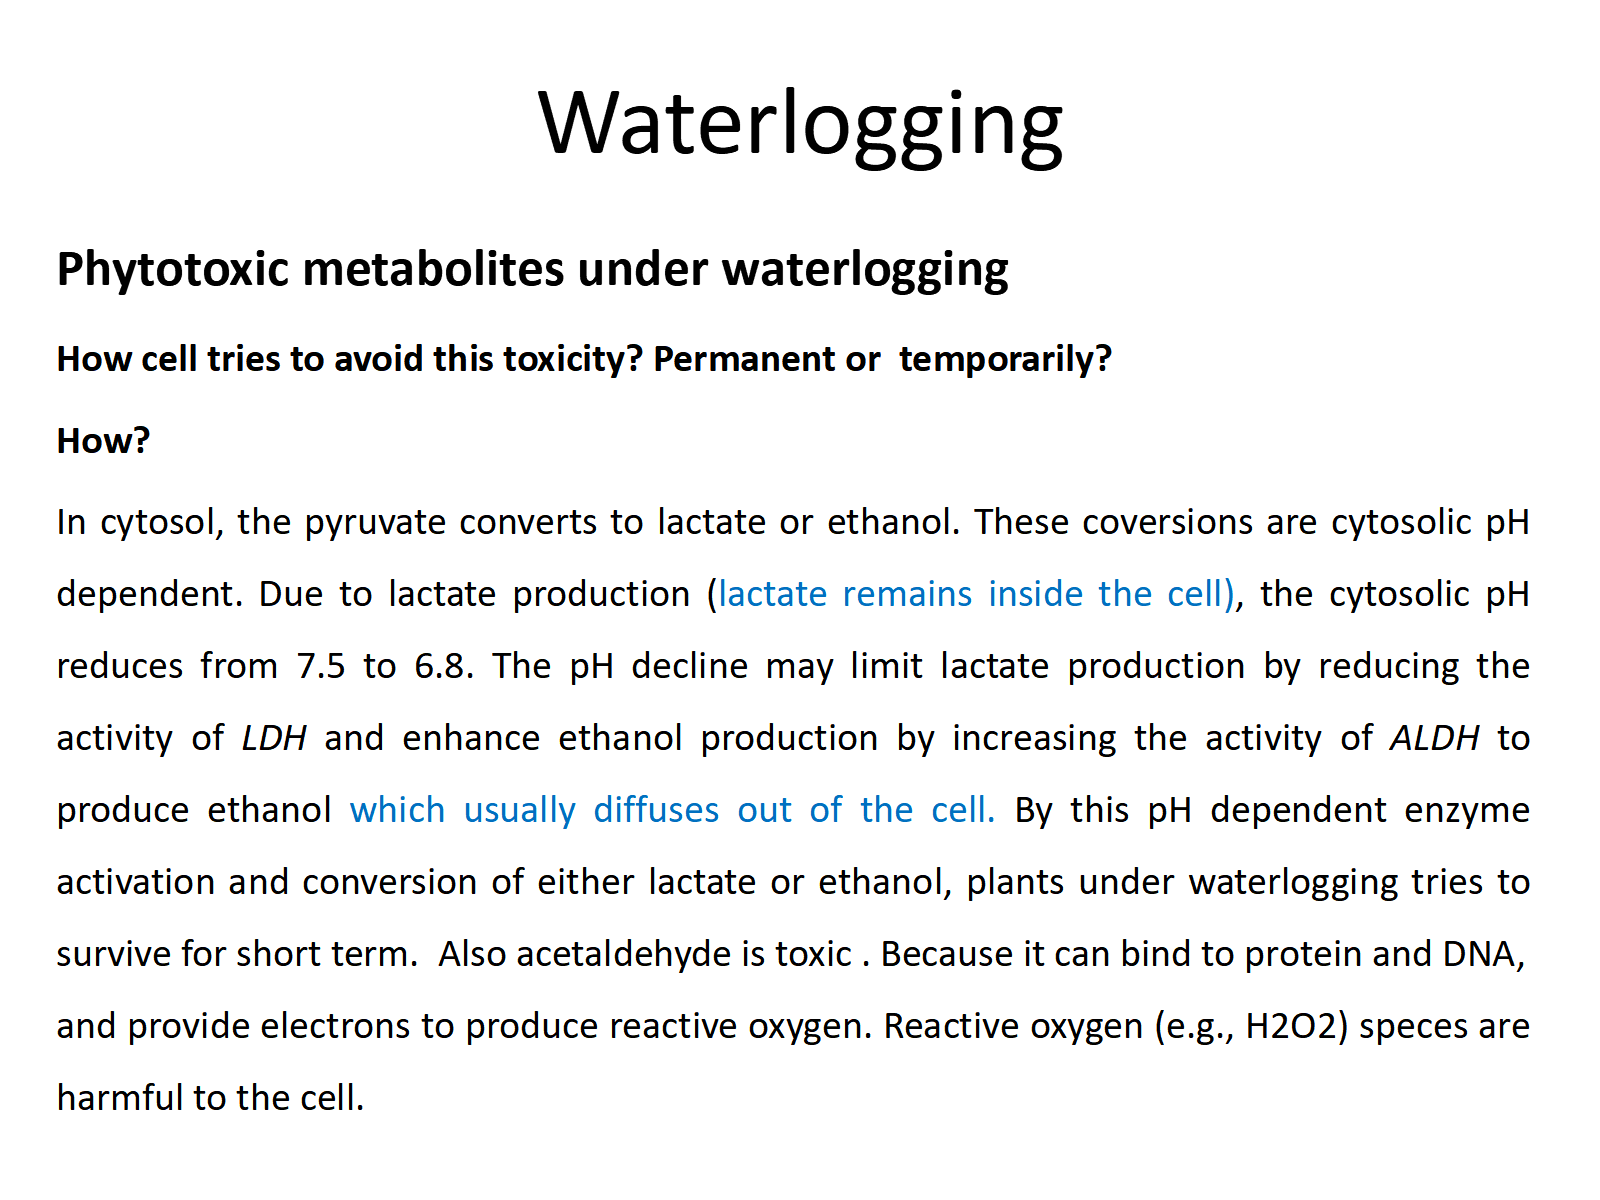 Waterlogging
Phytotoxic metabolites under waterlogging
How cell tries to avoid this toxicity? Permanent or  temporarily?
How?
In cytosol, the pyruvate converts to lactate or ethanol. These coversions are cytosolic pH
dependent. Due to lactate production (lactate remains inside the cell), the cytosolic pH
reduces from 7.5 to 6.8. The pH decline may limit lactate production by reducing the
activity of LDH and enhance ethanol production by increasing the activity of ALDH to
produce ethanol which usually diffuses out of the cell. By this pH dependent enzyme
activation and conversion of either lactate or ethanol, plants under waterlogging tries to
survive for short term.  Also acetaldehyde is toxic . Because it can bind to protein and DNA,
and provide electrons to produce reactive oxygen. Reactive oxygen (e.g., H2O2) speces are
harmful to the cell.